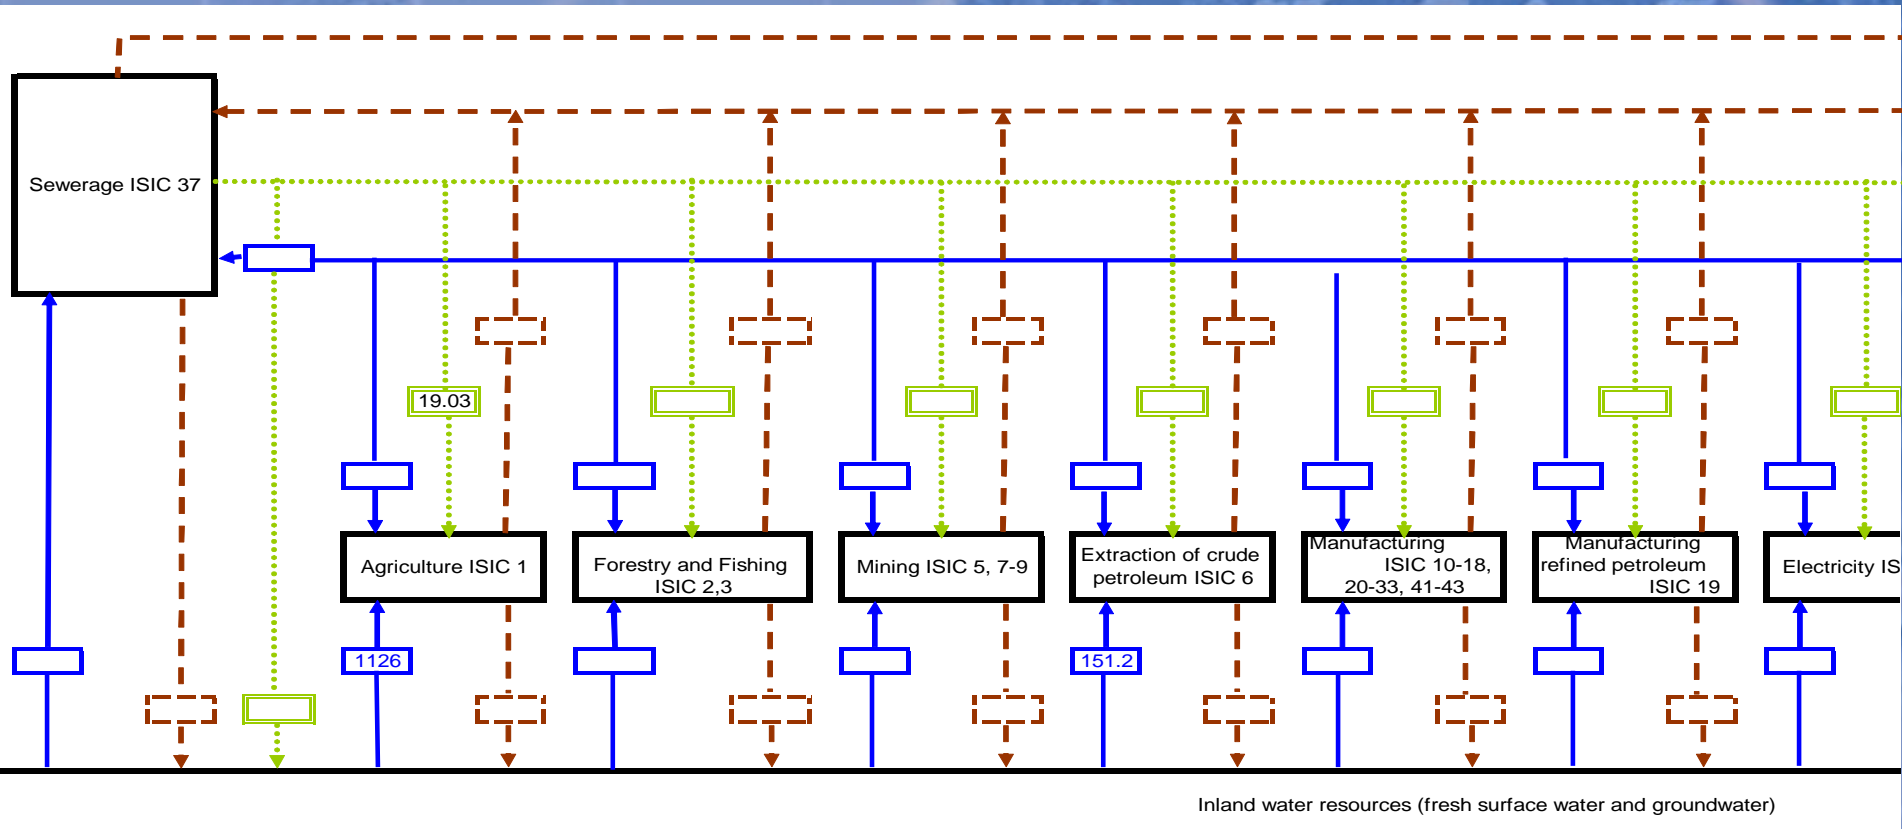 Sewerage ISIC 37
19.03
Agriculture ISIC 1
Forestry and Fishing
ISIC 2,3
Mining ISIC 5, 7-9
Extraction of crude
petroleum ISIC 6
Manufacturing
ISIC 10-18,
20-33, 41-43
Manufacturing
refined petroleum
ISIC 19
Electricity IS
1126
151.2
Inland water resources (fresh surface water and groundwater)